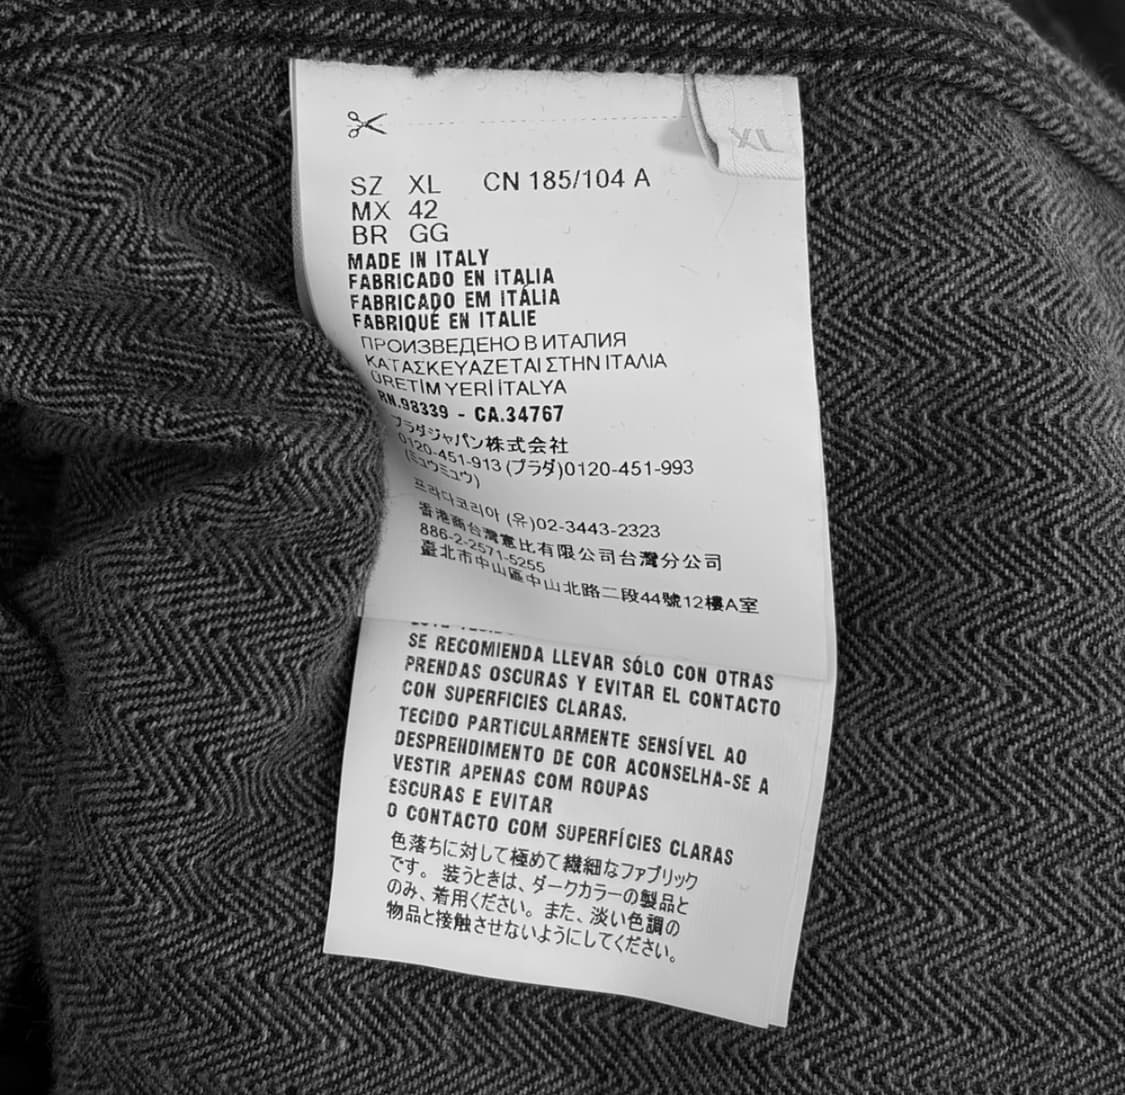 XL
SZ XL CN 185/104 A
MX 42
BR GG
MADE IN ITALY
FABRICADO EN ITALIA
FABRICADO EM ITÁLIA
FABRIQUÉ EN ITALIE
ПРОИЗВЕДЕНО В ИТАЛИЯ
ΚΑΤΑΣΚΕΥΑΖΕΤΑΙ ΣΤΗΝ ΙΤΑΛΙΑ
ÜRETİM YERİ İTALYA
RN.98339 - CA.34767
プラダジャパン株式会社
0120-451-913 (プラダ)0120-451-993
(ミュウミュウ)
프라다코리아 (유)02-3443-2323
香港商台灣惠比有限公司台灣分公司
886-2-2571-5255
臺北市中山區中山北路二段44號12樓A室
SE RECOMIENDA LLEVAR SÓLO CON OTRAS
PRENDAS OSCURAS Y EVITAR EL CONTACTO
CON SUPERFICIES CLARAS.
TECIDO PARTICULARMENTE SENSÍVEL AO
DESPRENDIMENTO DE COR ACONSELHA-SE A
VESTIR APENAS COM ROUPAS
ESCURAS E EVITAR
O CONTACTO COM SUPERFÍCIES CLARAS
色落ちに対して極めて繊細なファブリック
です。装うときは、ダークカラーの製品と
のみ、着用ください。また、淡い色調の
物品と接触させないようにしてください。